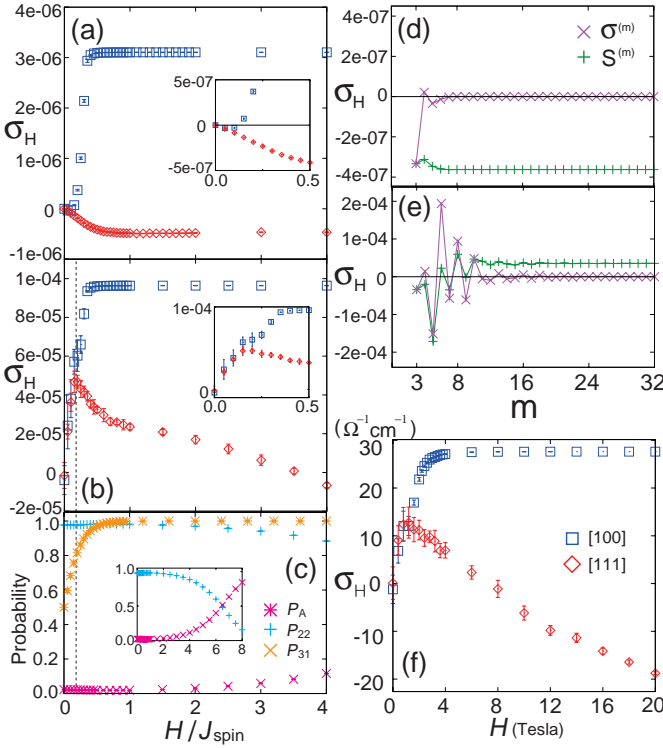 (a)
σH
3e-06
2e-06
1e-06
0
-1e-06
5e-07
0
-5e-07
0.0
0.5
(b)
σH
1e-04
8e-05
6e-05
4e-05
2e-05
0
-2e-05
1e-04
0
0.0
0.5
(c)
Probability
1.0
0.8
0.6
0.4
0.2
0.0
1.0
0.5
0.0
0 2 4 6 8
PA
P22
P31
0 1 2 3 4
H/Jspin
(d)
σ(m)
S(m)
σH
4e-07
2e-07
0
-2e-07
-4e-07
(e)
σH
2e-04
1e-04
0
-1e-04
-2e-04
3 8 16 24 32
m
(Ω-1cm-1)
σH
30
20
10
0
-10
-20
[100]
[111]
(f)
0 4 8 12 16 20
H (Tesla)